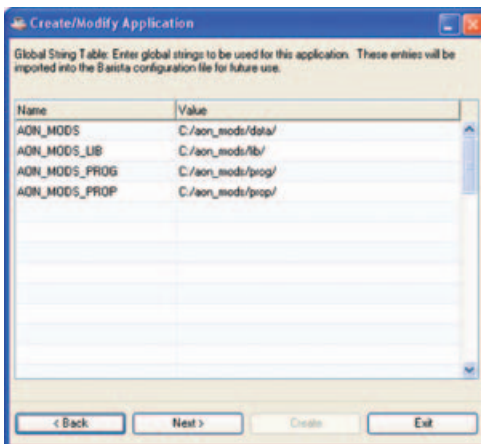 Create/Modify Application
Global String Table: Enter global strings to be used for this application. These entries will be
imported into the Barista configuration file for future use.
Name Value
AON_MODS C:/aon_mods/data/
AON_MODS_LIB C:/aon_mods/lib/
AON_MODS_PROG C:/aon_mods/prog/
AON_MODS_PROP C:/aon_mods/prop/
< Back Next > Create Exit